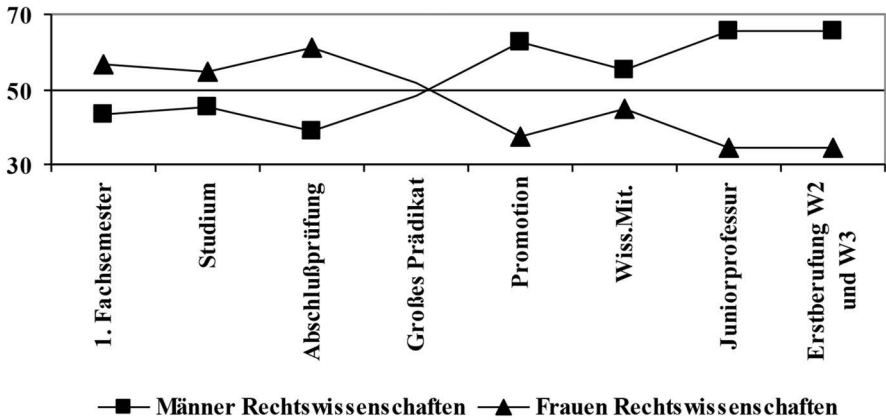 70
50
30
1. Fachsemester
Studium
Abschlußprüfung
Großes Prädikat
Promotion
Wiss.Mit.
Juniorprofessur
Erstberufung W2
und W3
Männer Rechtswissenschaften
Frauen Rechtswissenschaften